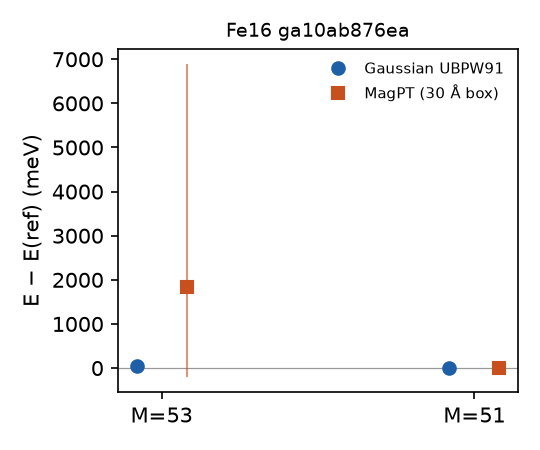 Fe16 ga10ab876ea
Gaussian UBPW91
MagPT (30 Å box)
E − E(ref) (meV)
7000
6000
5000
4000
3000
2000
1000
0
M=53
M=51